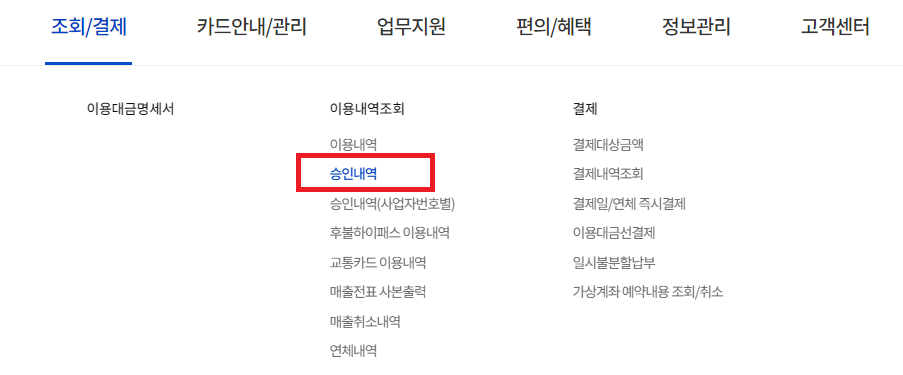 조회/결제 카드안내/관리 업무지원 편의/혜택 정보관리 고객센터
이용대금명세서
이용내역조회
이용내역
승인내역
승인내역(사업자번호별)
후불하이패스 이용내역
교통카드 이용내역
매출전표 사본출력
매출취소내역
연체내역
결제
결제대상금액
결제내역조회
결제일/연체 즉시결제
이용대금선결제
일시불분할납부
가상계좌 예약내용 조회/취소